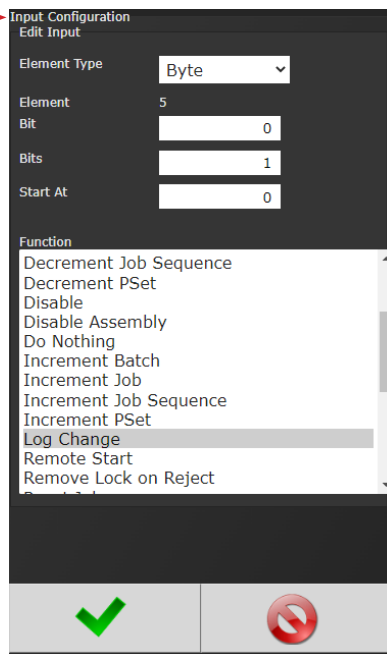 Input Configuration
Edit Input
Element Type
Byte
Element 5
Bit 0
Bits 1
Start At 0
Function
Decrement Job Sequence
Decrement PSet
Disable
Disable Assembly
Do Nothing
Increment Batch
Increment Job
Increment Job Sequence
Increment PSet
Log Change
Remote Start
Remove Lock on Reject